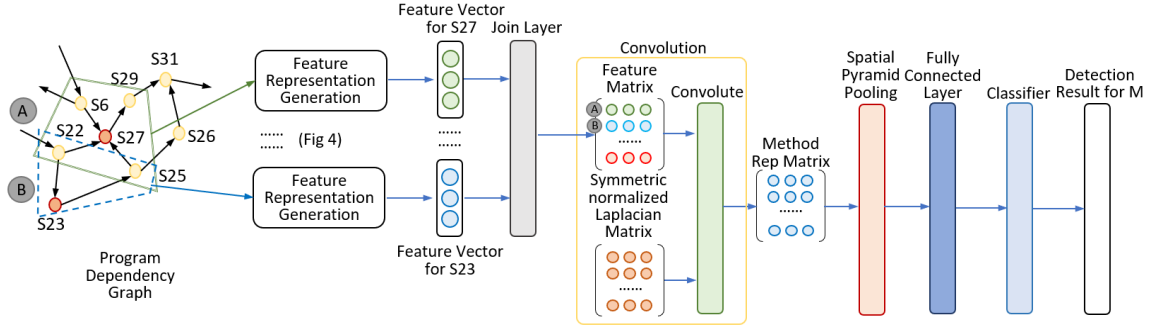 Feature Vector
for S27
Join Layer
S31
S29
A
S6
S22
S27
S26
S25
B
S23
Program
Dependency
Graph
Feature
Representation
Generation
...... (Fig 4)
......
Feature
Representation
Generation
Feature Vector
for S23
Convolution
Feature
Matrix
A
B
......
Symmetric
normalized
Laplacian
Matrix
......
Convolute
Method
Rep Matrix
......
Spatial
Pyramid
Pooling
Fully
Connected
Layer
Classifier
Detection
Result for M